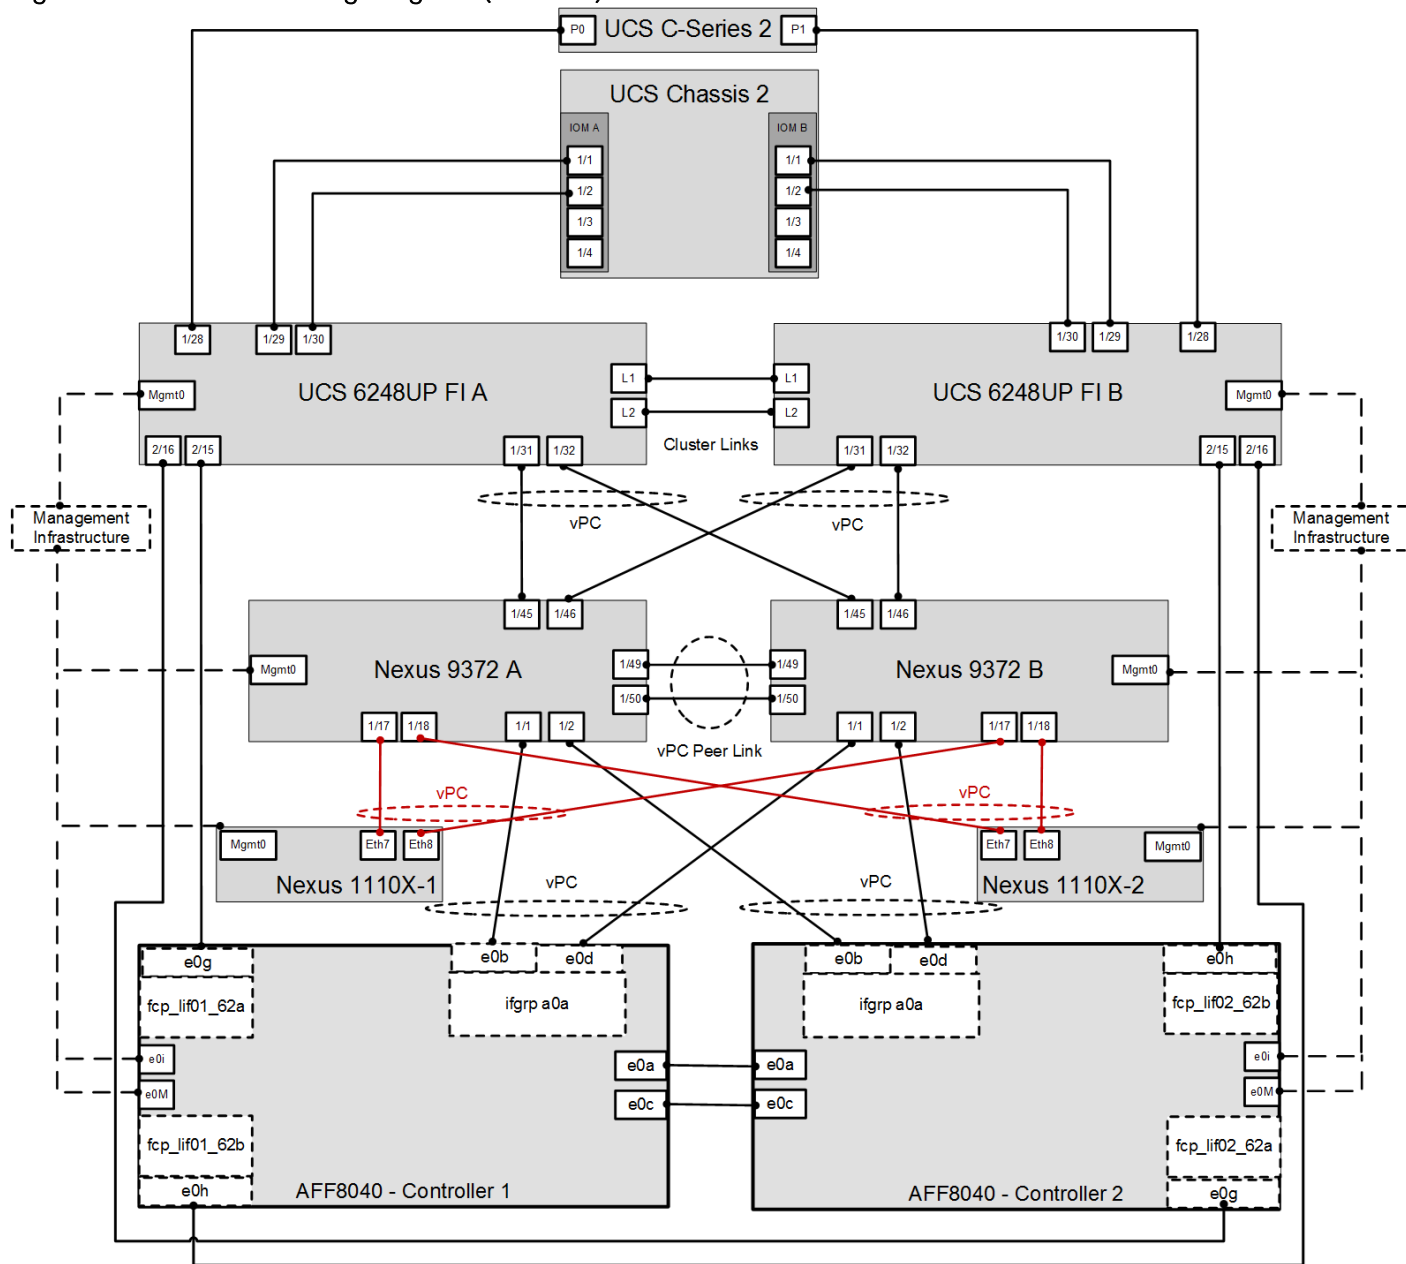 P0
UCS C-Series 2
P1
UCS Chassis 2
IOM A
IOM B
1/1
1/1
1/2
1/2
1/3
1/3
1/4
1/4
1/28
1/29
1/30
1/30
1/29
1/28
L1
L1
Mgmt0
UCS 6248UP FI A
UCS 6248UP FI B
Mgmt0
L2
L2
2/16
2/15
1/31
1/32
Cluster Links
1/31
1/32
2/15
2/16
Management
Infrastructure
vPC
vPC
Management
Infrastructure
1/45
1/46
1/45
1/46
Mgmt0
Nexus 9372 A
1/49
1/49
Nexus 9372 B
Mgmt0
1/50
1/50
1/17
1/18
1/1
1/2
vPC Peer Link
1/1
1/2
1/17
1/18
vPC
vPC
Mgmt0
Eth7
Eth8
Eth7
Eth8
Mgmt0
Nexus 1110X-1
vPC
vPC
Nexus 1110X-2
e0g
e0b
e0d
e0b
e0d
e0h
fcp_lif01_62a
ifgrp a0a
ifgrp a0a
fcp_lif02_62b
e0i
e0a
e0a
e0i
e0M
e0c
e0c
e0M
fcp_lif01_62b
fcp_lif02_62a
e0h
AFF8040 - Controller 1
AFF8040 - Controller 2
e0g